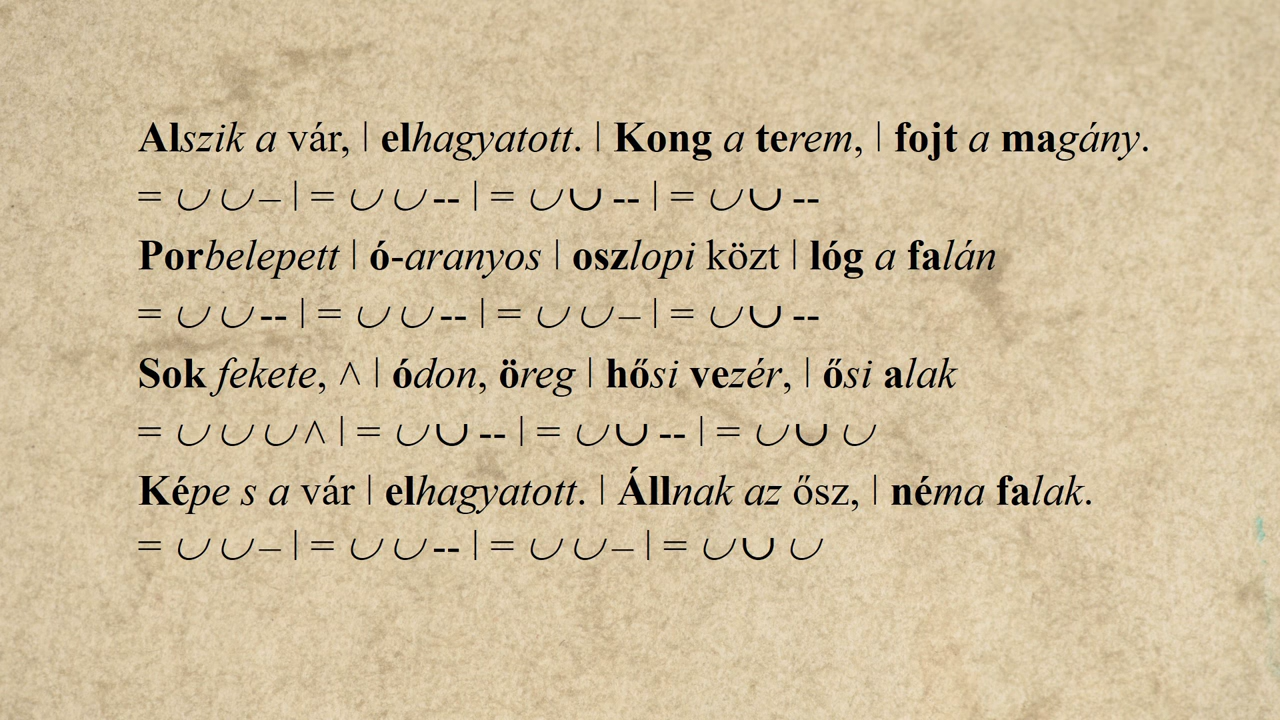 Alszik a vár, | elhagyatott. | Kong a terem, | fojt a magány.
= ∪ ∪ – | = ∪ ∪ -- | = ∪ ∪ -- | = ∪ ∪ --
Porbelepett | ó-aranyos | oszlopi közt | lóg a falán
= ∪ ∪ -- | = ∪ ∪ -- | = ∪ ∪ – | = ∪ ∪ --
Sok fekete, ^ | ódon, öreg | hősi vezér, | ősi alak
= ∪ ∪ ∪ ^ | = ∪ ∪ -- | = ∪ ∪ -- | = ∪ ∪ ∪
Képe s a vár | elhagyatott. | Állnak az ősz, | néma falak.
= ∪ ∪ – | = ∪ ∪ -- | = ∪ ∪ – | = ∪ ∪ ∪